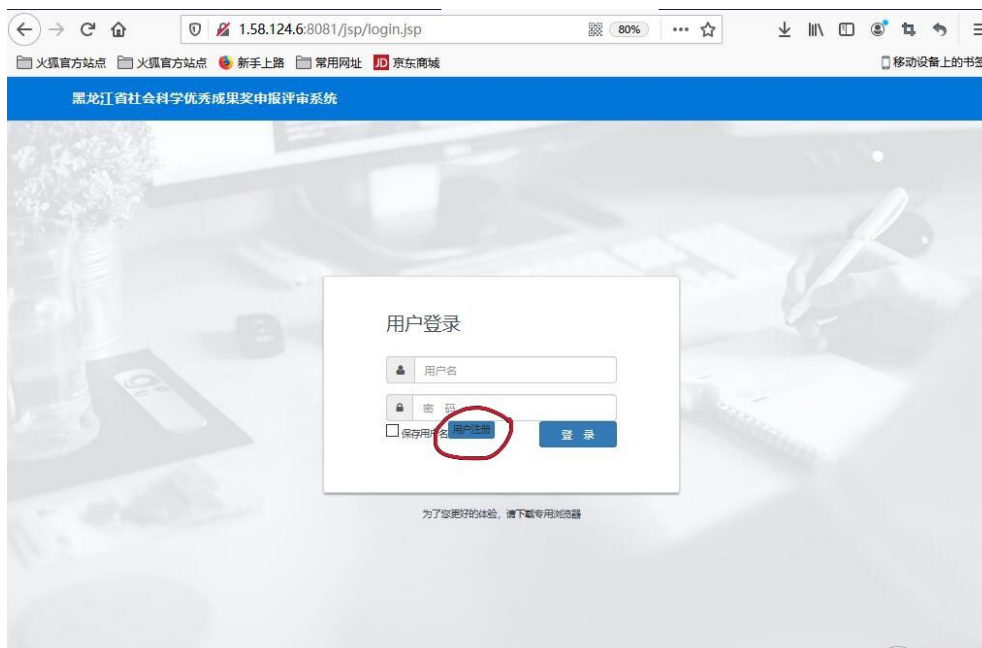 1.58.124.6:8081/jsp/login.jsp 80%
火狐官方站点 火狐官方站点 新手上路 常用网址 JD 京东商城 移动设备上的书签
黑龙江省社会科学优秀成果奖申报评审系统
用户登录
用户名
密 码
保存用户名 用户注册 登 录
为了您更好的体验，请下载专用浏览器